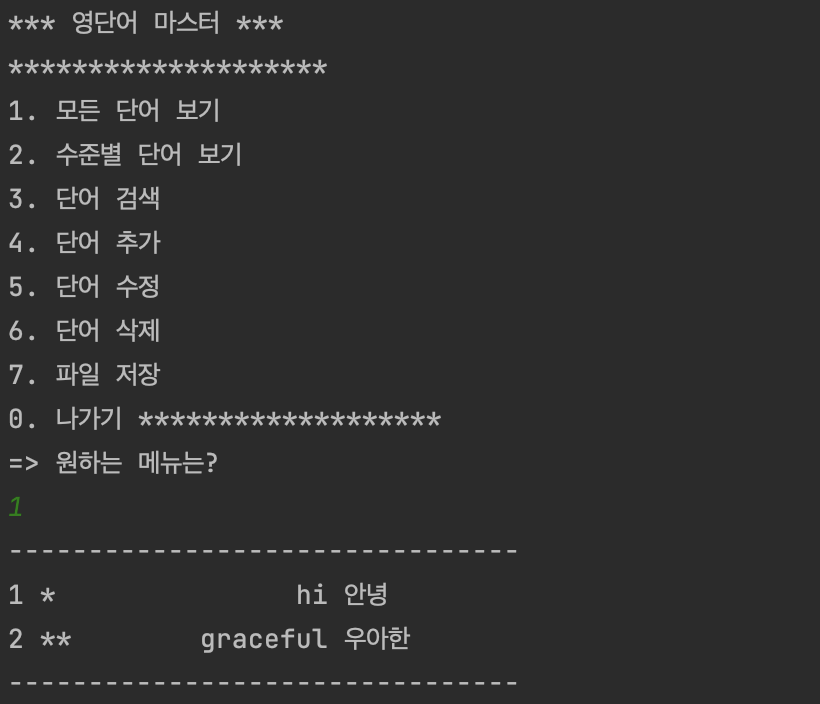 *** 영단어 마스터 ***
********************
1. 모든 단어 보기
2. 수준별 단어 보기
3. 단어 검색
4. 단어 추가
5. 단어 수정
6. 단어 삭제
7. 파일 저장
0. 나가기 *******************
=> 원하는 메뉴는?
1
--------------------------------
1 *               hi 안녕
2 **        graceful 우아한
--------------------------------